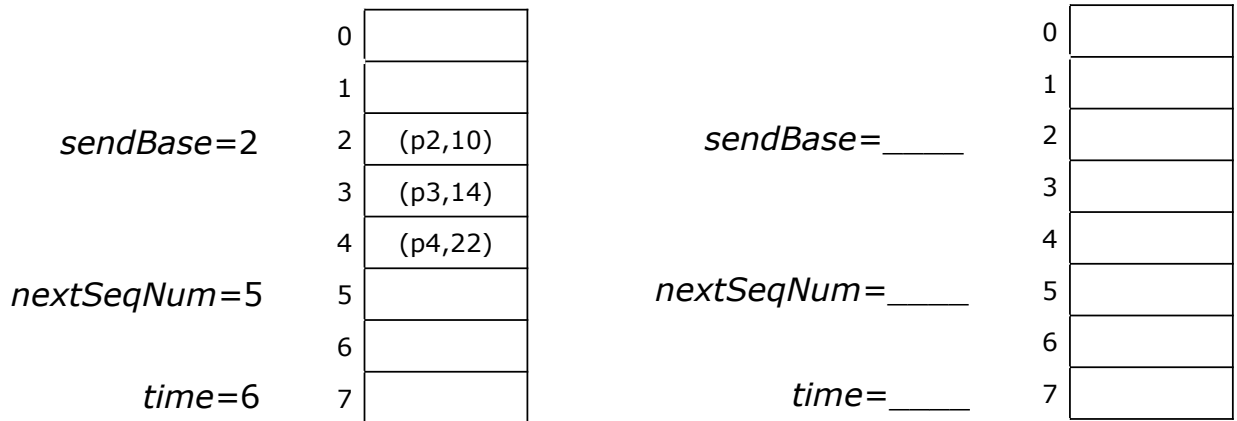 0 0
1 1
sendBase=2 2 (p2,10) sendBase=____ 2
3 (p3,14) 3
4 (p4,22) 4
nextSeqNum=5 5 nextSeqNum=____ 5
6 6
time=6 7 time=____ 7